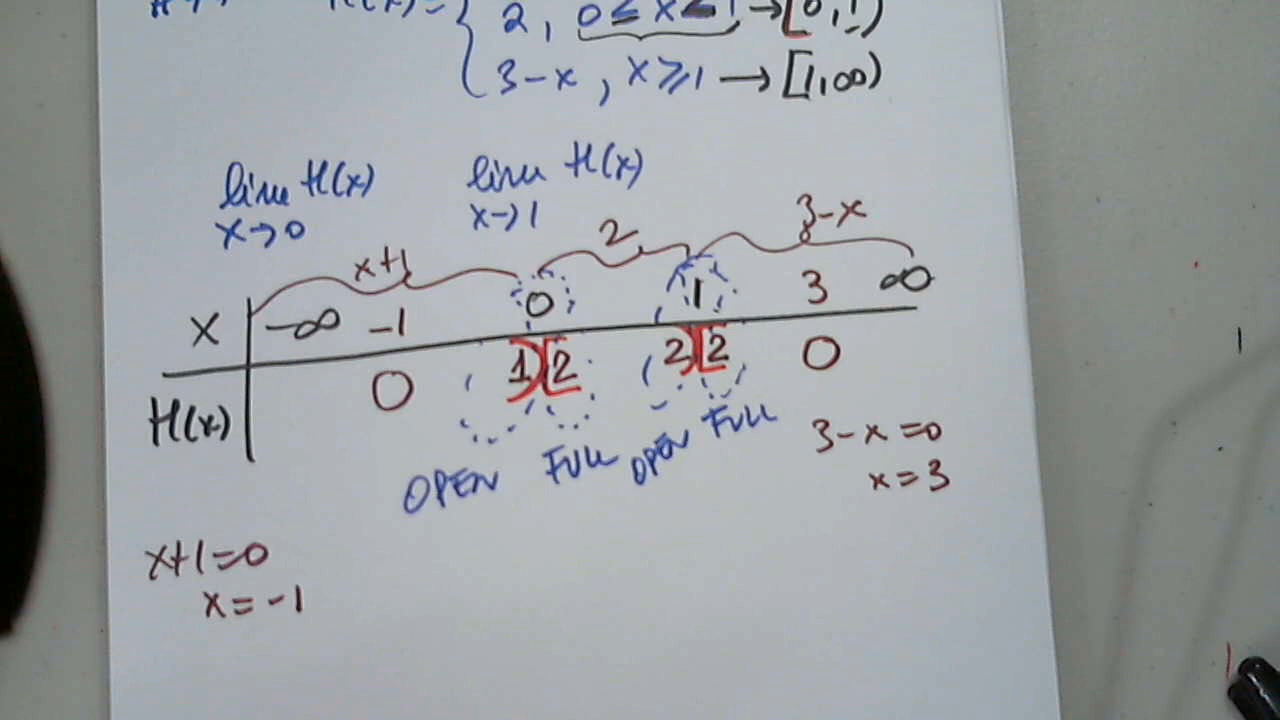 H(x) = { 2, 0 ≤ x ≤ 1 → [0, 1)
3-x, x ≥ 1 → [1, ∞)
lim H(x) lim H(x)
x→0 x→1
x+1 2 3-x
x -∞ -1 0 1 3 ∞
H(x) 0 1) [2 2) [2 0
OPEN FULL OPEN FULL
3-x=0
x=3
x+1=0
x=-1